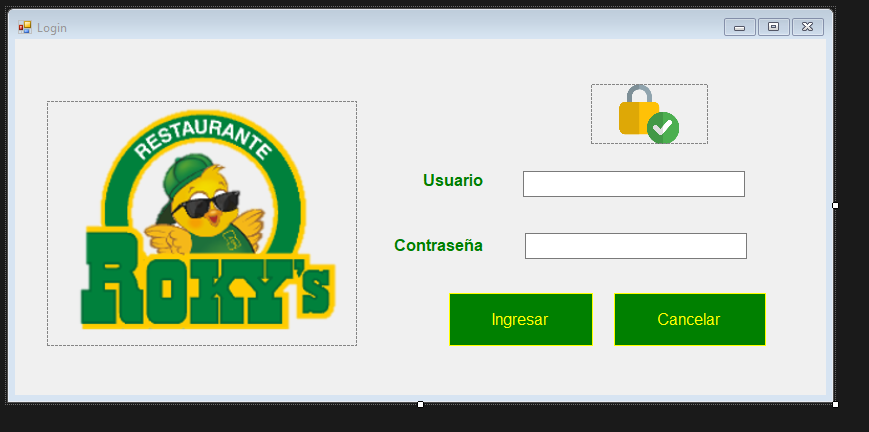 Login
RESTAURANTE
ROKY's
Usuario
Contraseña
Ingresar
Cancelar